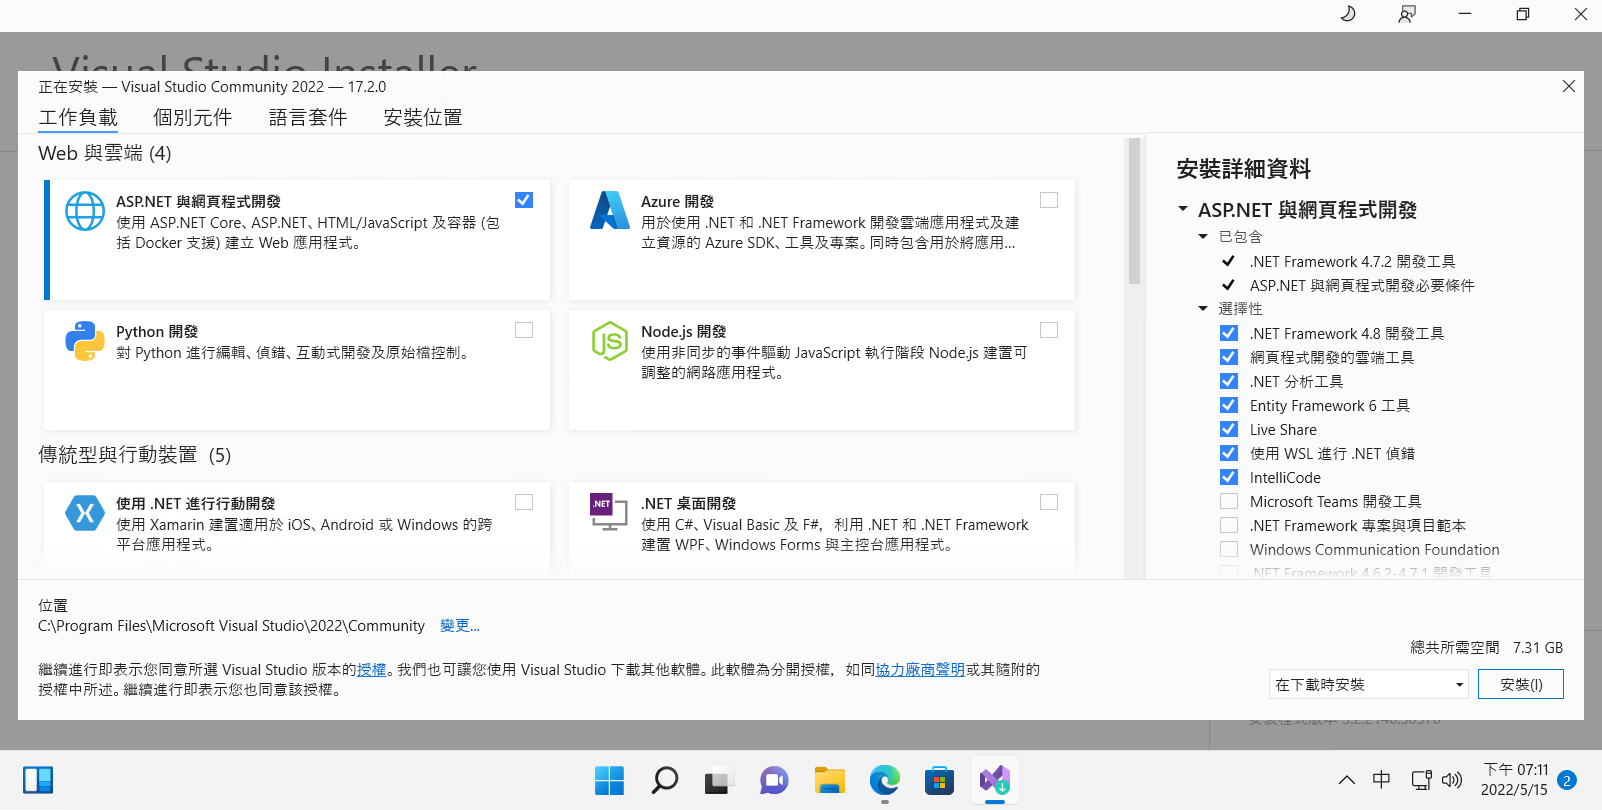 Visual Studio Installer
正在安裝 — Visual Studio Community 2022 — 17.2.0
工作負載 個別元件 語言套件 安裝位置
Web 與雲端 (4)
ASP.NET 與網頁程式開發
使用 ASP.NET Core、ASP.NET、HTML/JavaScript 及容器 (包
括 Docker 支援) 建立 Web 應用程式。
Azure 開發
用於使用 .NET 和 .NET Framework 開發雲端應用程式及建
立資源的 Azure SDK、工具及專案。同時包含用於將應用...
Python 開發
對 Python 進行編輯、偵錯、互動式開發及原始檔控制。
Node.js 開發
使用非同步的事件驅動 JavaScript 執行階段 Node.js 建置可
調整的網路應用程式。
傳統型與行動裝置 (5)
使用 .NET 進行行動開發
使用 Xamarin 建置適用於 iOS、Android 或 Windows 的跨
平台應用程式。
.NET
.NET 桌面開發
使用 C#、Visual Basic 及 F#，利用 .NET 和 .NET Framework
建置 WPF、Windows Forms 與主控台應用程式。
安裝詳細資料
ASP.NET 與網頁程式開發
已包含
.NET Framework 4.7.2 開發工具
ASP.NET 與網頁程式開發必要條件
選擇性
.NET Framework 4.8 開發工具
網頁程式開發的雲端工具
.NET 分析工具
Entity Framework 6 工具
Live Share
使用 WSL 進行 .NET 偵錯
IntelliCode
Microsoft Teams 開發工具
.NET Framework 專案與項目範本
Windows Communication Foundation
.NET Framework 4.6.2-4.7.1 開發工具
位置
C:\Program Files\Microsoft Visual Studio\2022\Community 變更...
繼續進行即表示您同意所選 Visual Studio 版本的授權。我們也可讓您使用 Visual Studio 下載其他軟體。此軟體為分開授權，如同協力廠商聲明或其隨附的
授權中所述。繼續進行即表示您也同意該授權。
總共所需空間 7.31 GB
在下載時安裝 安裝(I)
中
下午 07:11
2022/5/15
2